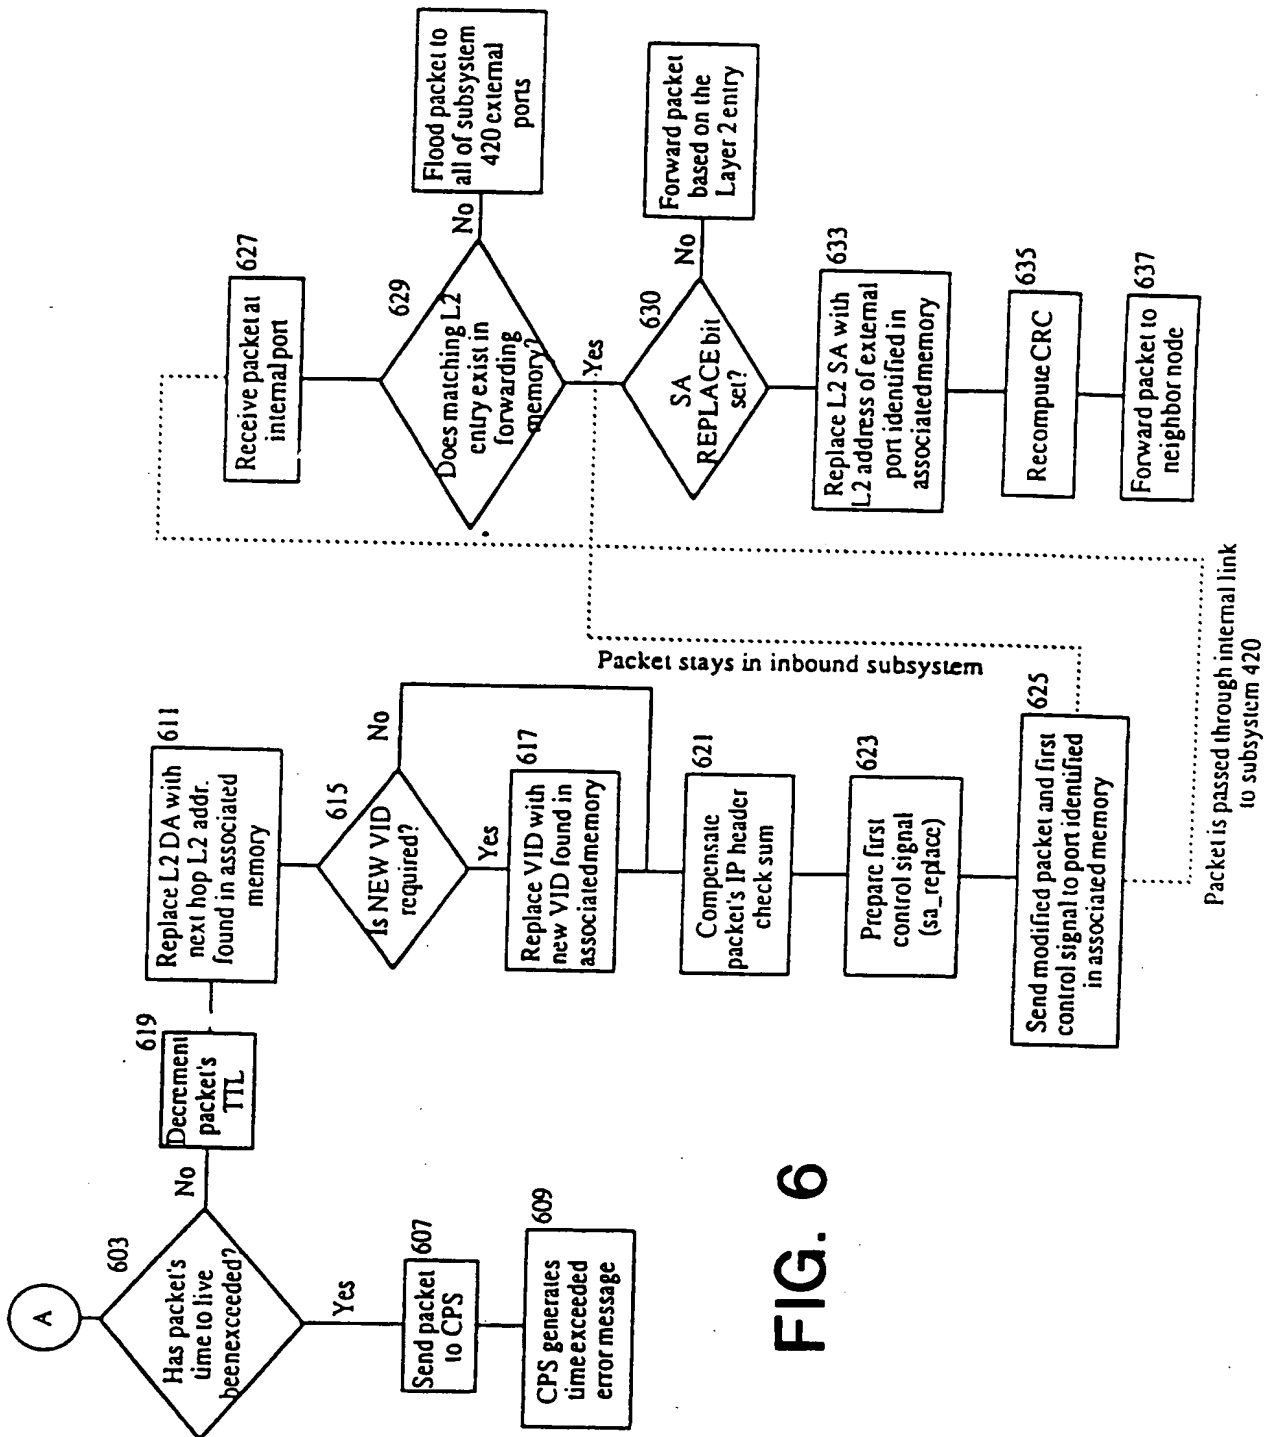 A
603
Has packet's
time to live
been exceeded?
No
Yes
607
Send packet
to CPS
609
CPS generates
time exceeded
error message
619
Decrement
packet's
TTL
611
Replace L2 DA with
next hop L2 addr.
found in associated
memory
615
Is NEW VID
required?
No
Yes
617
Replace VID with
new VID found in
associated memory
621
Compensate
packet's IP header
check sum
623
Prepare first
control signal
(sa_replace)
625
Send modified packet and first
control signal to port identified
in associated memory
Packet stays in inbound subsystem
Packet is passed through internal link
to subsystem 420
627
Receive packet at
internal port
629
Does matching L2
entry exist in
forwarding
memory?
No
Flood packet to
all of subsystem
420 external
ports
Yes
630
SA
REPLACE bit
set?
No
Forward packet
based on the
Layer 2 entry
633
Replace L2 SA with
L2 address of external
port identified in
associated memory
635
Recompute CRC
637
Forward packet to
neighbor node
FIG. 6